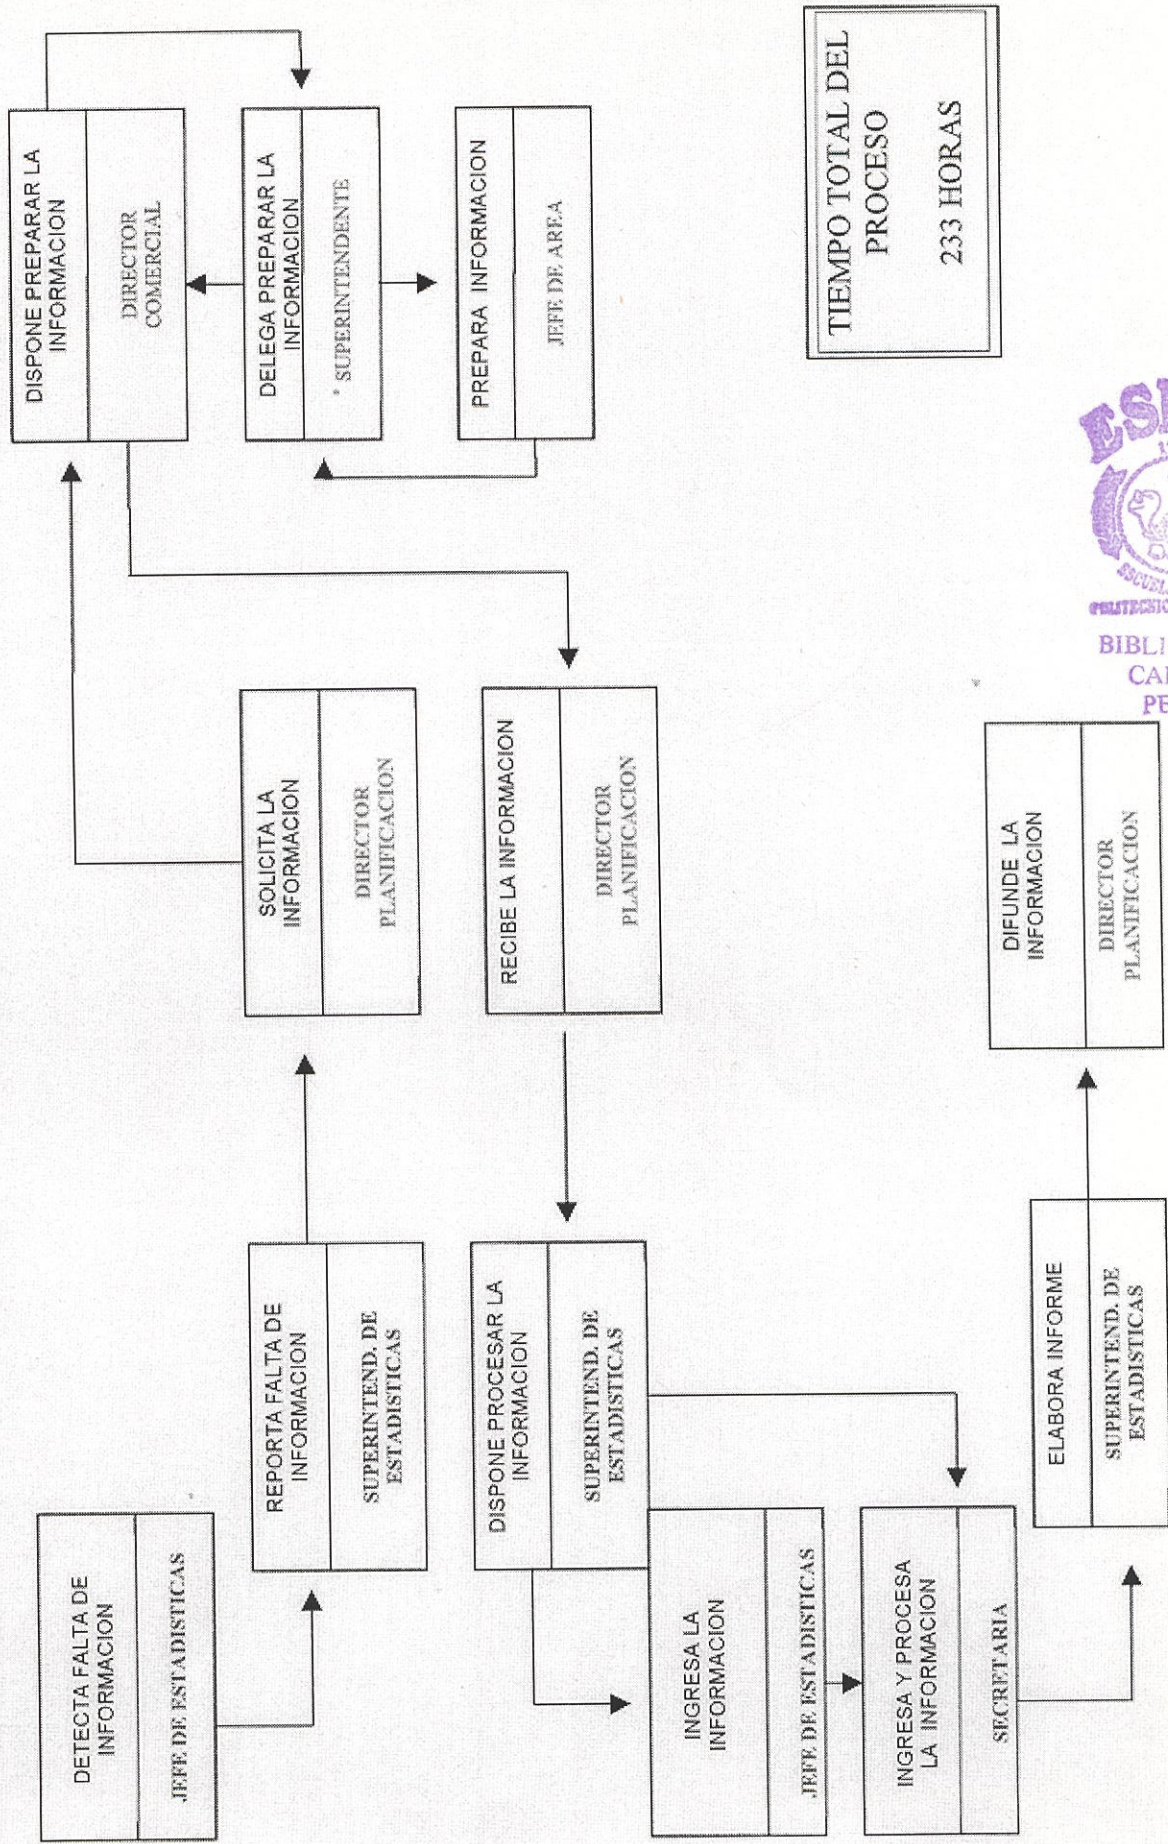 DETECTA FALTA DE
INFORMACION
JEFE DE ESTADISTICAS
REPORTA FALTA DE
INFORMACION
SUPERINTEND. DE
ESTADISTICAS
SOLICITA LA
INFORMACION
DIRECTOR
PLANIFICACION
DISPONE PREPARAR LA
INFORMACION
DIRECTOR
COMERCIAL
DELEGA PREPARAR LA
INFORMACION
* SUPERINTENDENTE
PREPARA INFORMACION
JEFE DE AREA
RECIBE LA INFORMACION
DIRECTOR
PLANIFICACION
DISPONE PROCESAR LA
INFORMACION
SUPERINTEND. DE
ESTADISTICAS
INGRESA LA
INFORMACION
JEFE DE ESTADISTICAS
INGRESA Y PROCESA
LA INFORMACION
SECRETARIA
ELABORA INFORME
SUPERINTEND. DE
ESTADISTICAS
DIFUNDE LA
INFORMACION
DIRECTOR
PLANIFICACION
TIEMPO TOTAL DEL
PROCESO
233 HORAS